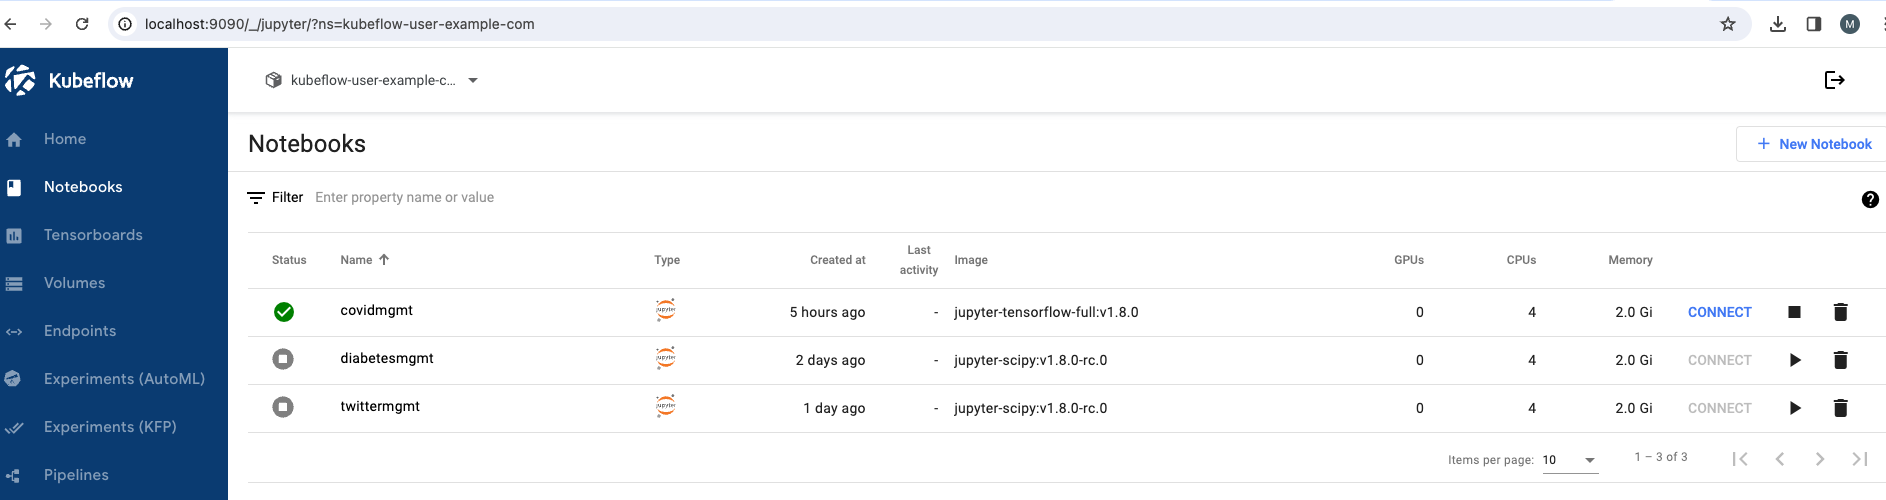 localhost:9090/_/jupyter/?ns=kubeflow-user-example-com
M
Kubeflow
kubeflow-user-example-c...
Home
Notebooks
Tensorboards
Volumes
Endpoints
Experiments (AutoML)
Experiments (KFP)
Pipelines
Notebooks
+ New Notebook
Filter Enter property name or value
?
Status Name Type Created at Last activity Image GPUs CPUs Memory
covidmgmt jupyter 5 hours ago - jupyter-tensorflow-full:v1.8.0 0 4 2.0 Gi CONNECT
diabetesmgmt jupyter 2 days ago - jupyter-scipy:v1.8.0-rc.0 0 4 2.0 Gi CONNECT
twittermgmt jupyter 1 day ago - jupyter-scipy:v1.8.0-rc.0 0 4 2.0 Gi CONNECT
Items per page: 10 1 – 3 of 3